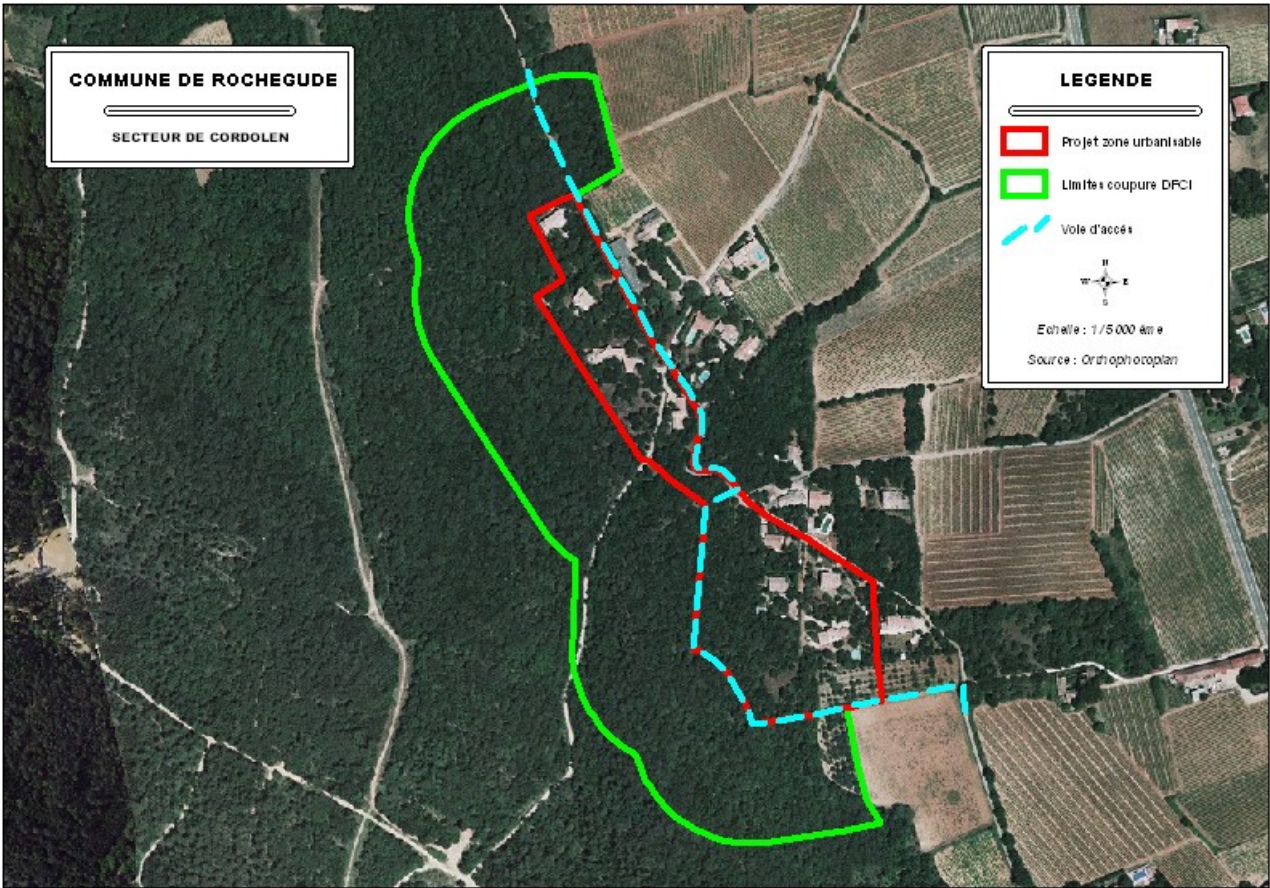 COMMUNE DE ROCHEGUDE
SECTEUR DE CORDOLEN
LEGENDE
Projet zone urbanisable
Limites coupure DFCI
Voie d'accés
N
W E
S
Echelle : 1/5 000 ème
Source : Orthophotoplan